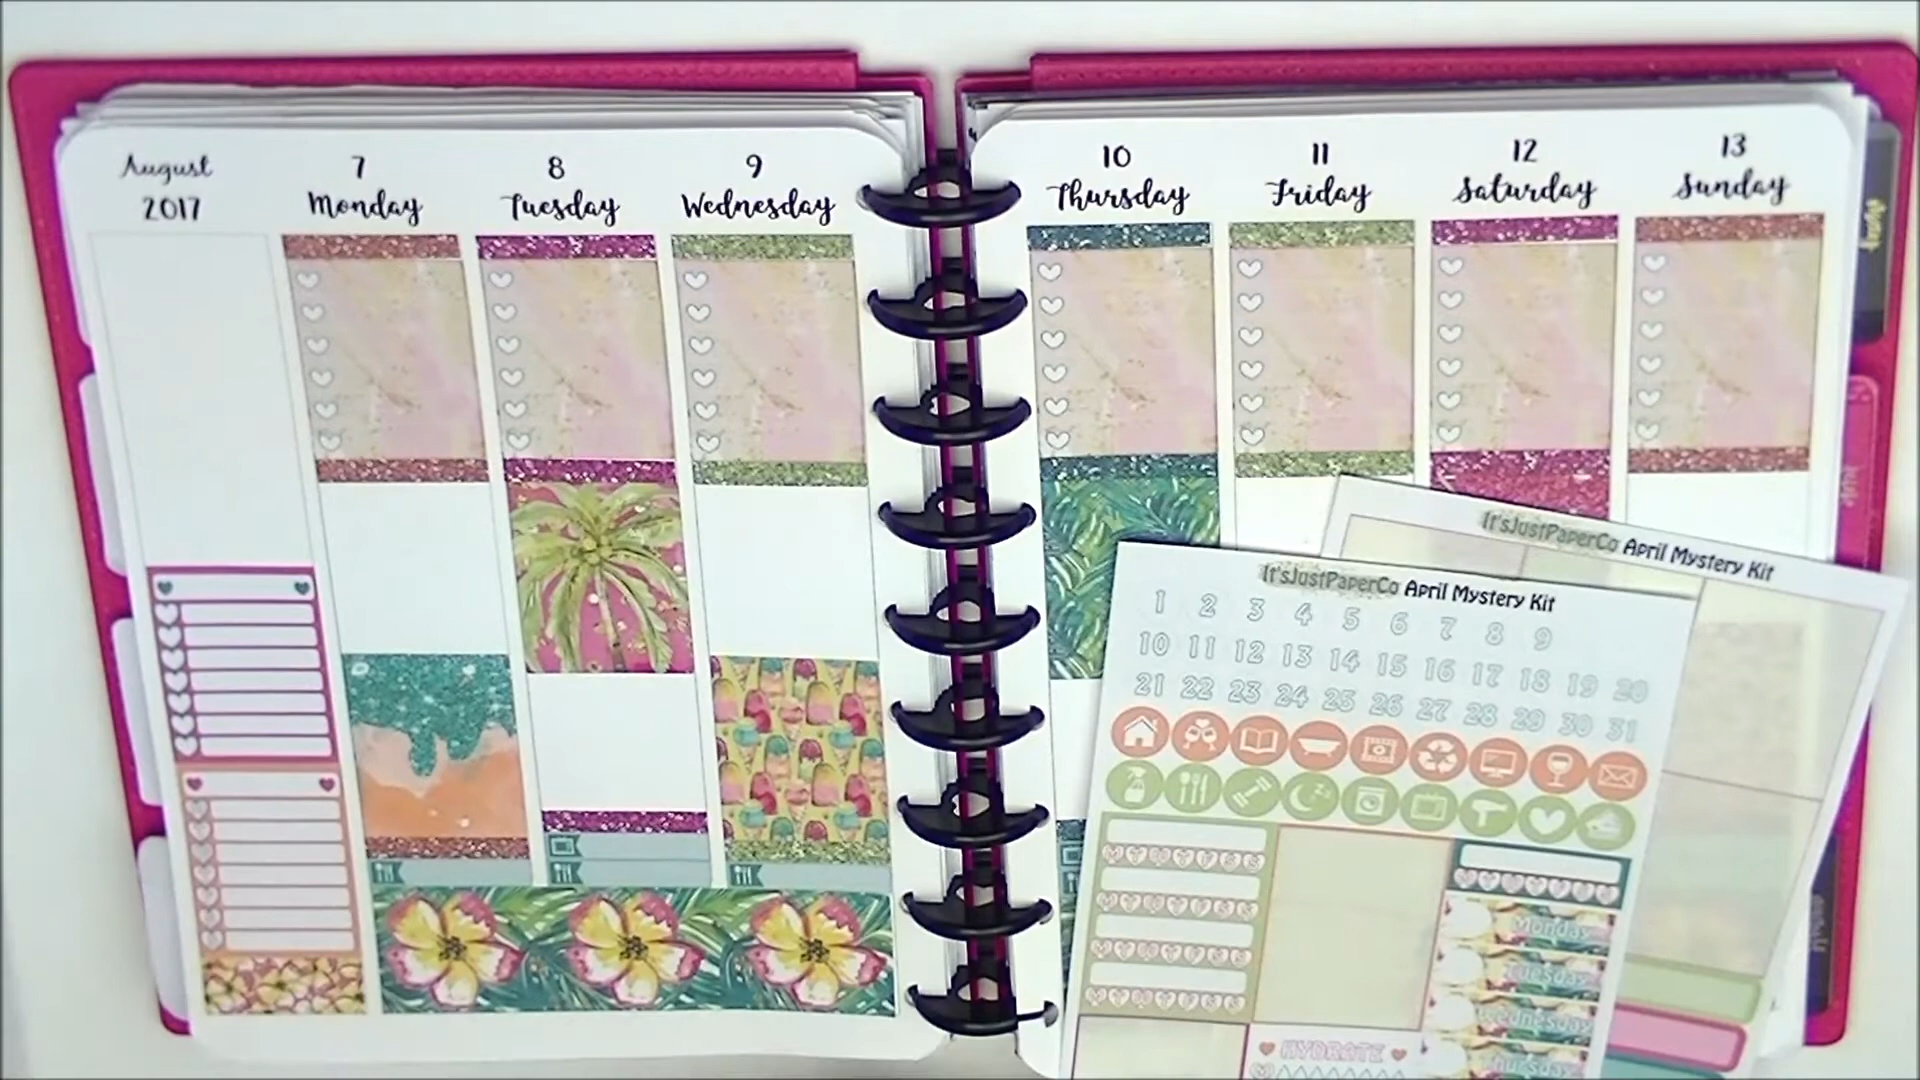 August
2017
7
Monday
8
Tuesday
9
Wednesday
10
Thursday
11
Friday
12
Saturday
13
Sunday
It'sJustPaperCo April Mystery Kit
It'sJustPaperCo April Mystery Kit
1 2 3 4 5 6 7 8 9
10 11 12 13 14 15 16 17 18 19 20
21 22 23 24 25 26 27 28 29 30 31
Monday
Tuesday
Wednesday
Thursday
HYDRATE